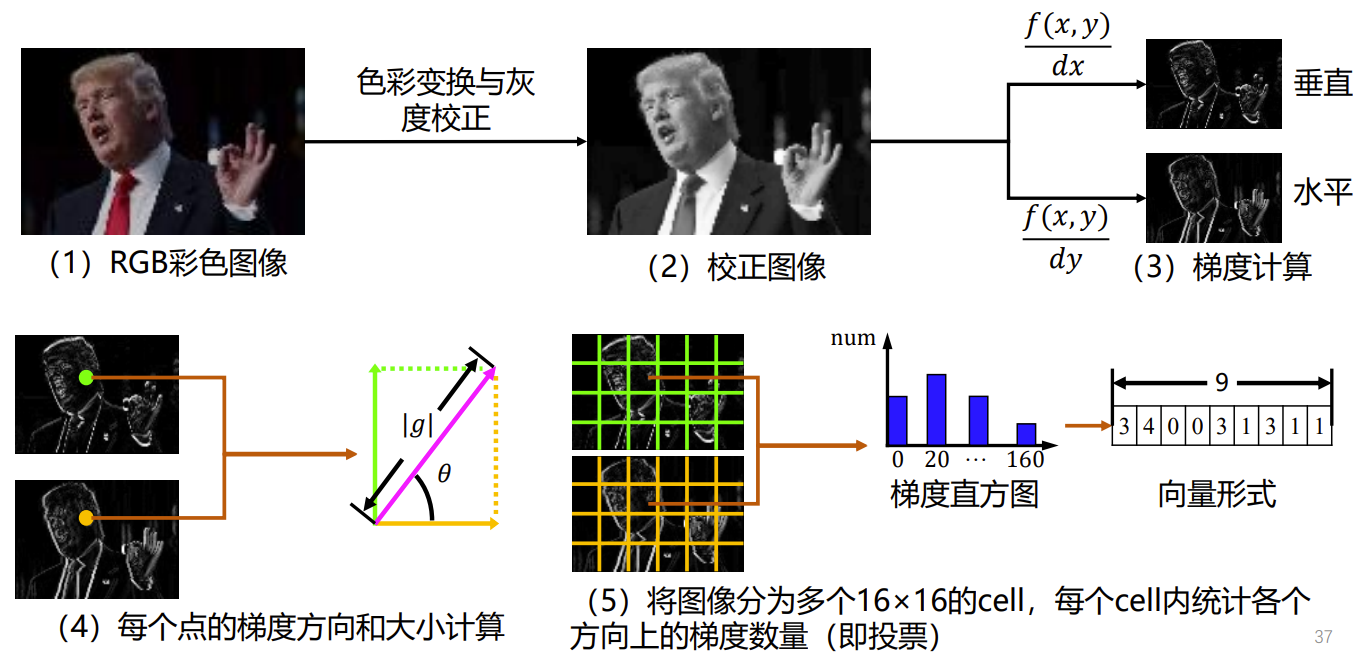 色彩变换与灰
度校正
f(x, y)
dx
垂直
f(x, y)
dy
水平
（1）RGB彩色图像
（2）校正图像
（3）梯度计算
|g|
θ
（4）每个点的梯度方向和大小计算
num
0 20 ⋯ 160
梯度直方图
9
3 4 0 0 3 1 3 1 1
向量形式
（5）将图像分为多个16×16的cell，每个cell内统计各个
方向上的梯度数量（即投票）
37